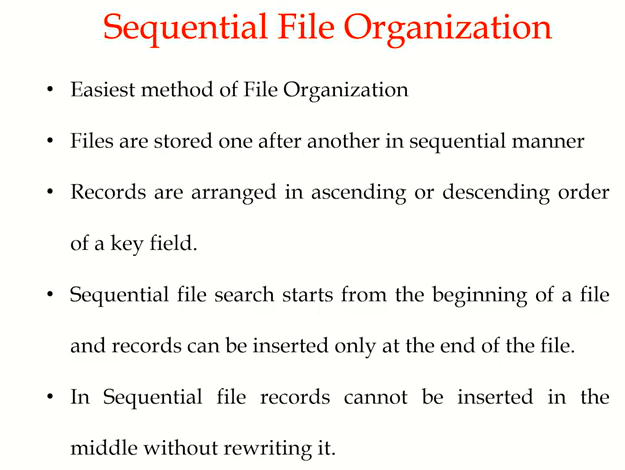 Sequential File Organization
• Easiest method of File Organization
• Files are stored one after another in sequential manner
• Records are arranged in ascending or descending order
of a key field.
• Sequential file search starts from the beginning of a file
and records can be inserted only at the end of the file.
• In Sequential file records cannot be inserted in the
middle without rewriting it.